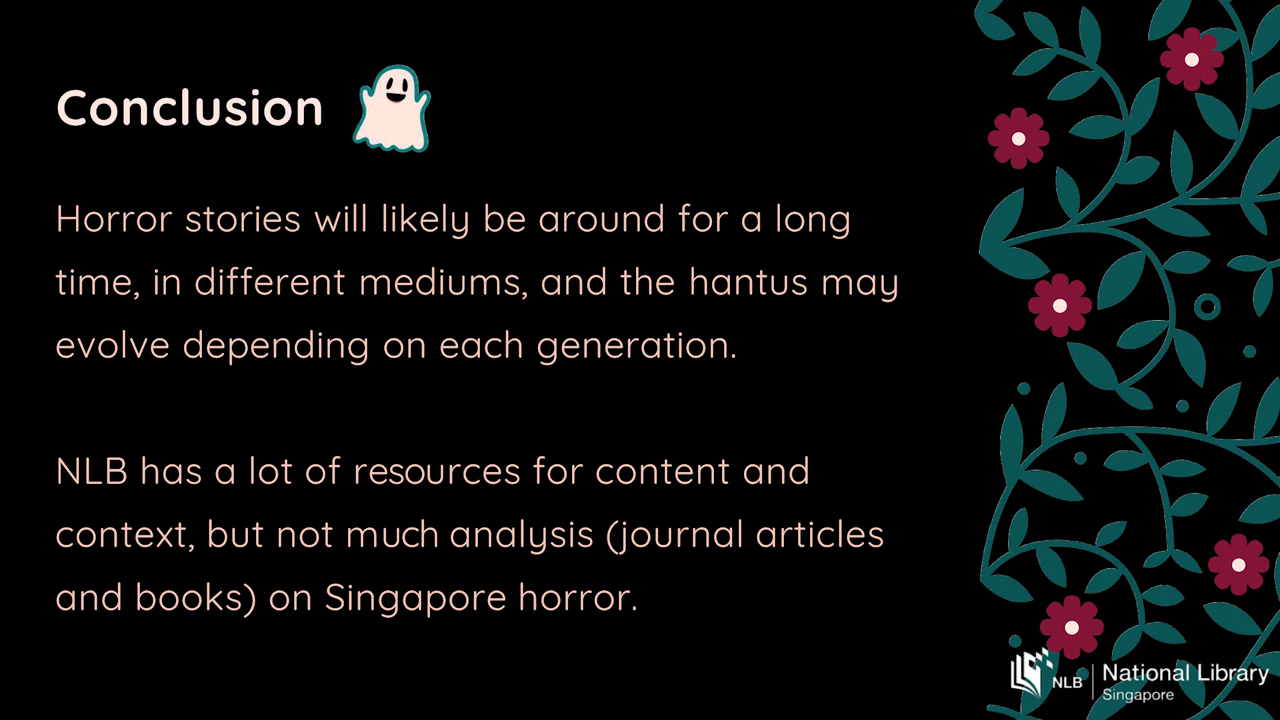 Conclusion
Horror stories will likely be around for a long
time, in different mediums, and the hantus may
evolve depending on each generation.
NLB has a lot of resources for content and
context, but not much analysis (journal articles
and books) on Singapore horror.
NLB
National Library
Singapore